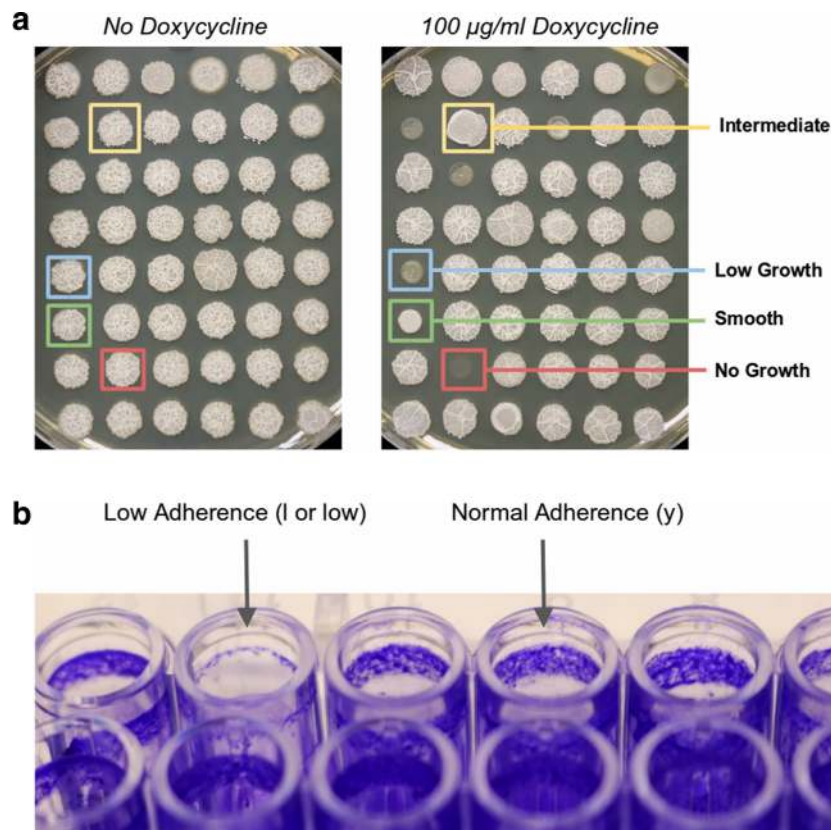 a
No Doxycycline
100 µg/ml Doxycycline
Intermediate
Low Growth
Smooth
No Growth
b
Low Adherence (l or low)
Normal Adherence (y)